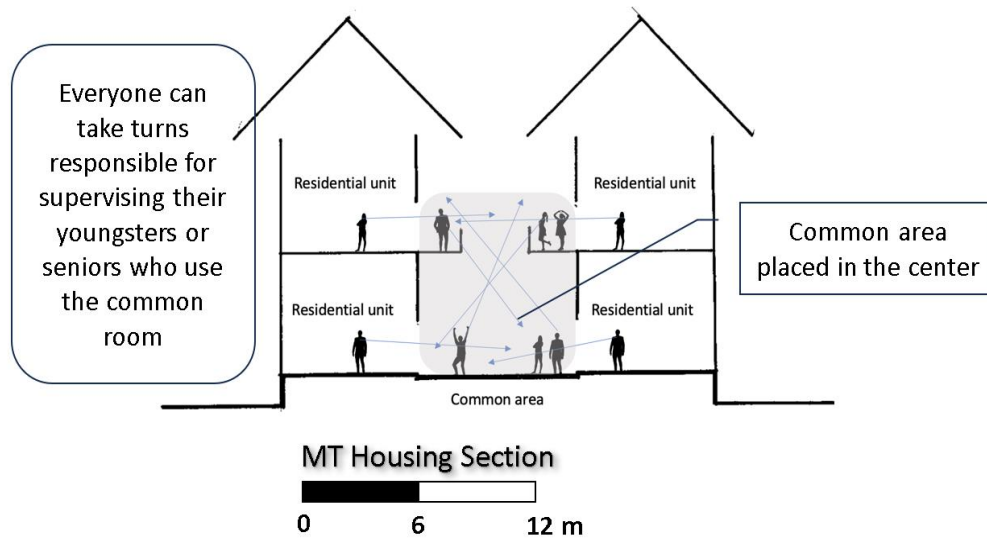 Everyone can
take turns
responsible for
supervising their
youngsters or
seniors who use
the common
room
Residential unit
Residential unit
Common area
placed in the center
Residential unit
Residential unit
Common area
MT Housing Section
0 6 12 m